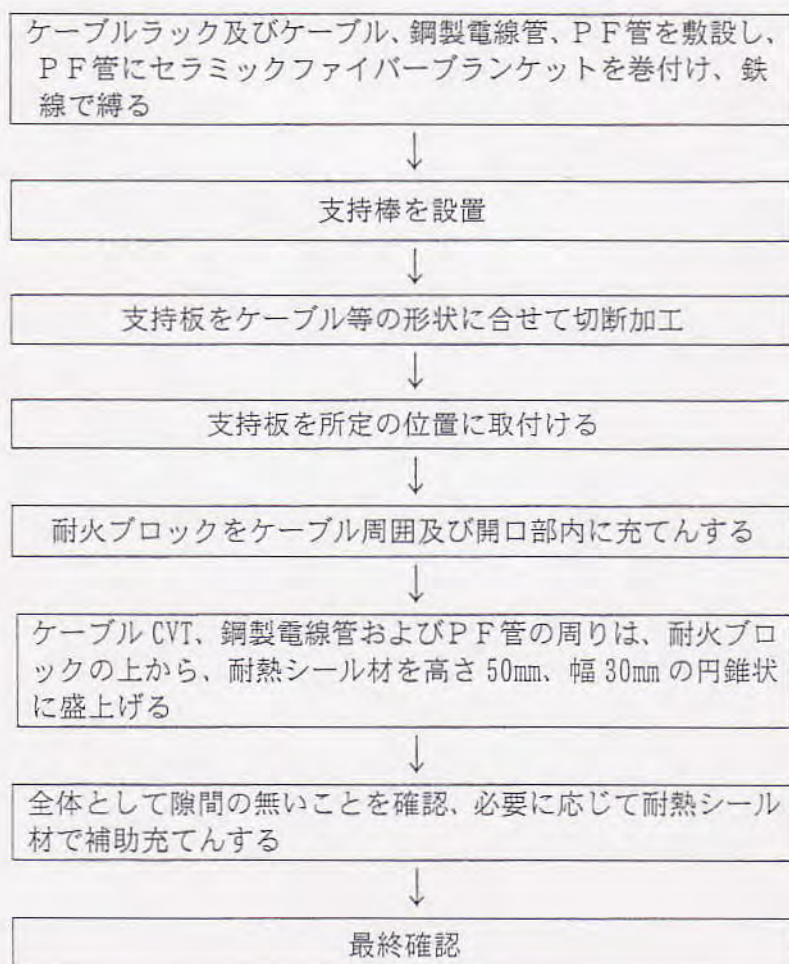 ケーブルラック及びケーブル、鋼製電線管、ＰＦ管を敷設し、
ＰＦ管にセラミックファイバーブランケットを巻付け、鉄
線で縛る
↓
支持棒を設置
↓
支持板をケーブル等の形状に合せて切断加工
↓
支持板を所定の位置に取付ける
↓
耐火ブロックをケーブル周囲及び開口部内に充てんする
↓
ケーブル CVT、鋼製電線管およびＰＦ管の周りは、耐火ブロ
ックの上から、耐熱シール材を高さ 50㎜、幅 30㎜ の円錐状
に盛上げる
↓
全体として隙間の無いことを確認、必要に応じて耐熱シール
材で補助充てんする
↓
最終確認